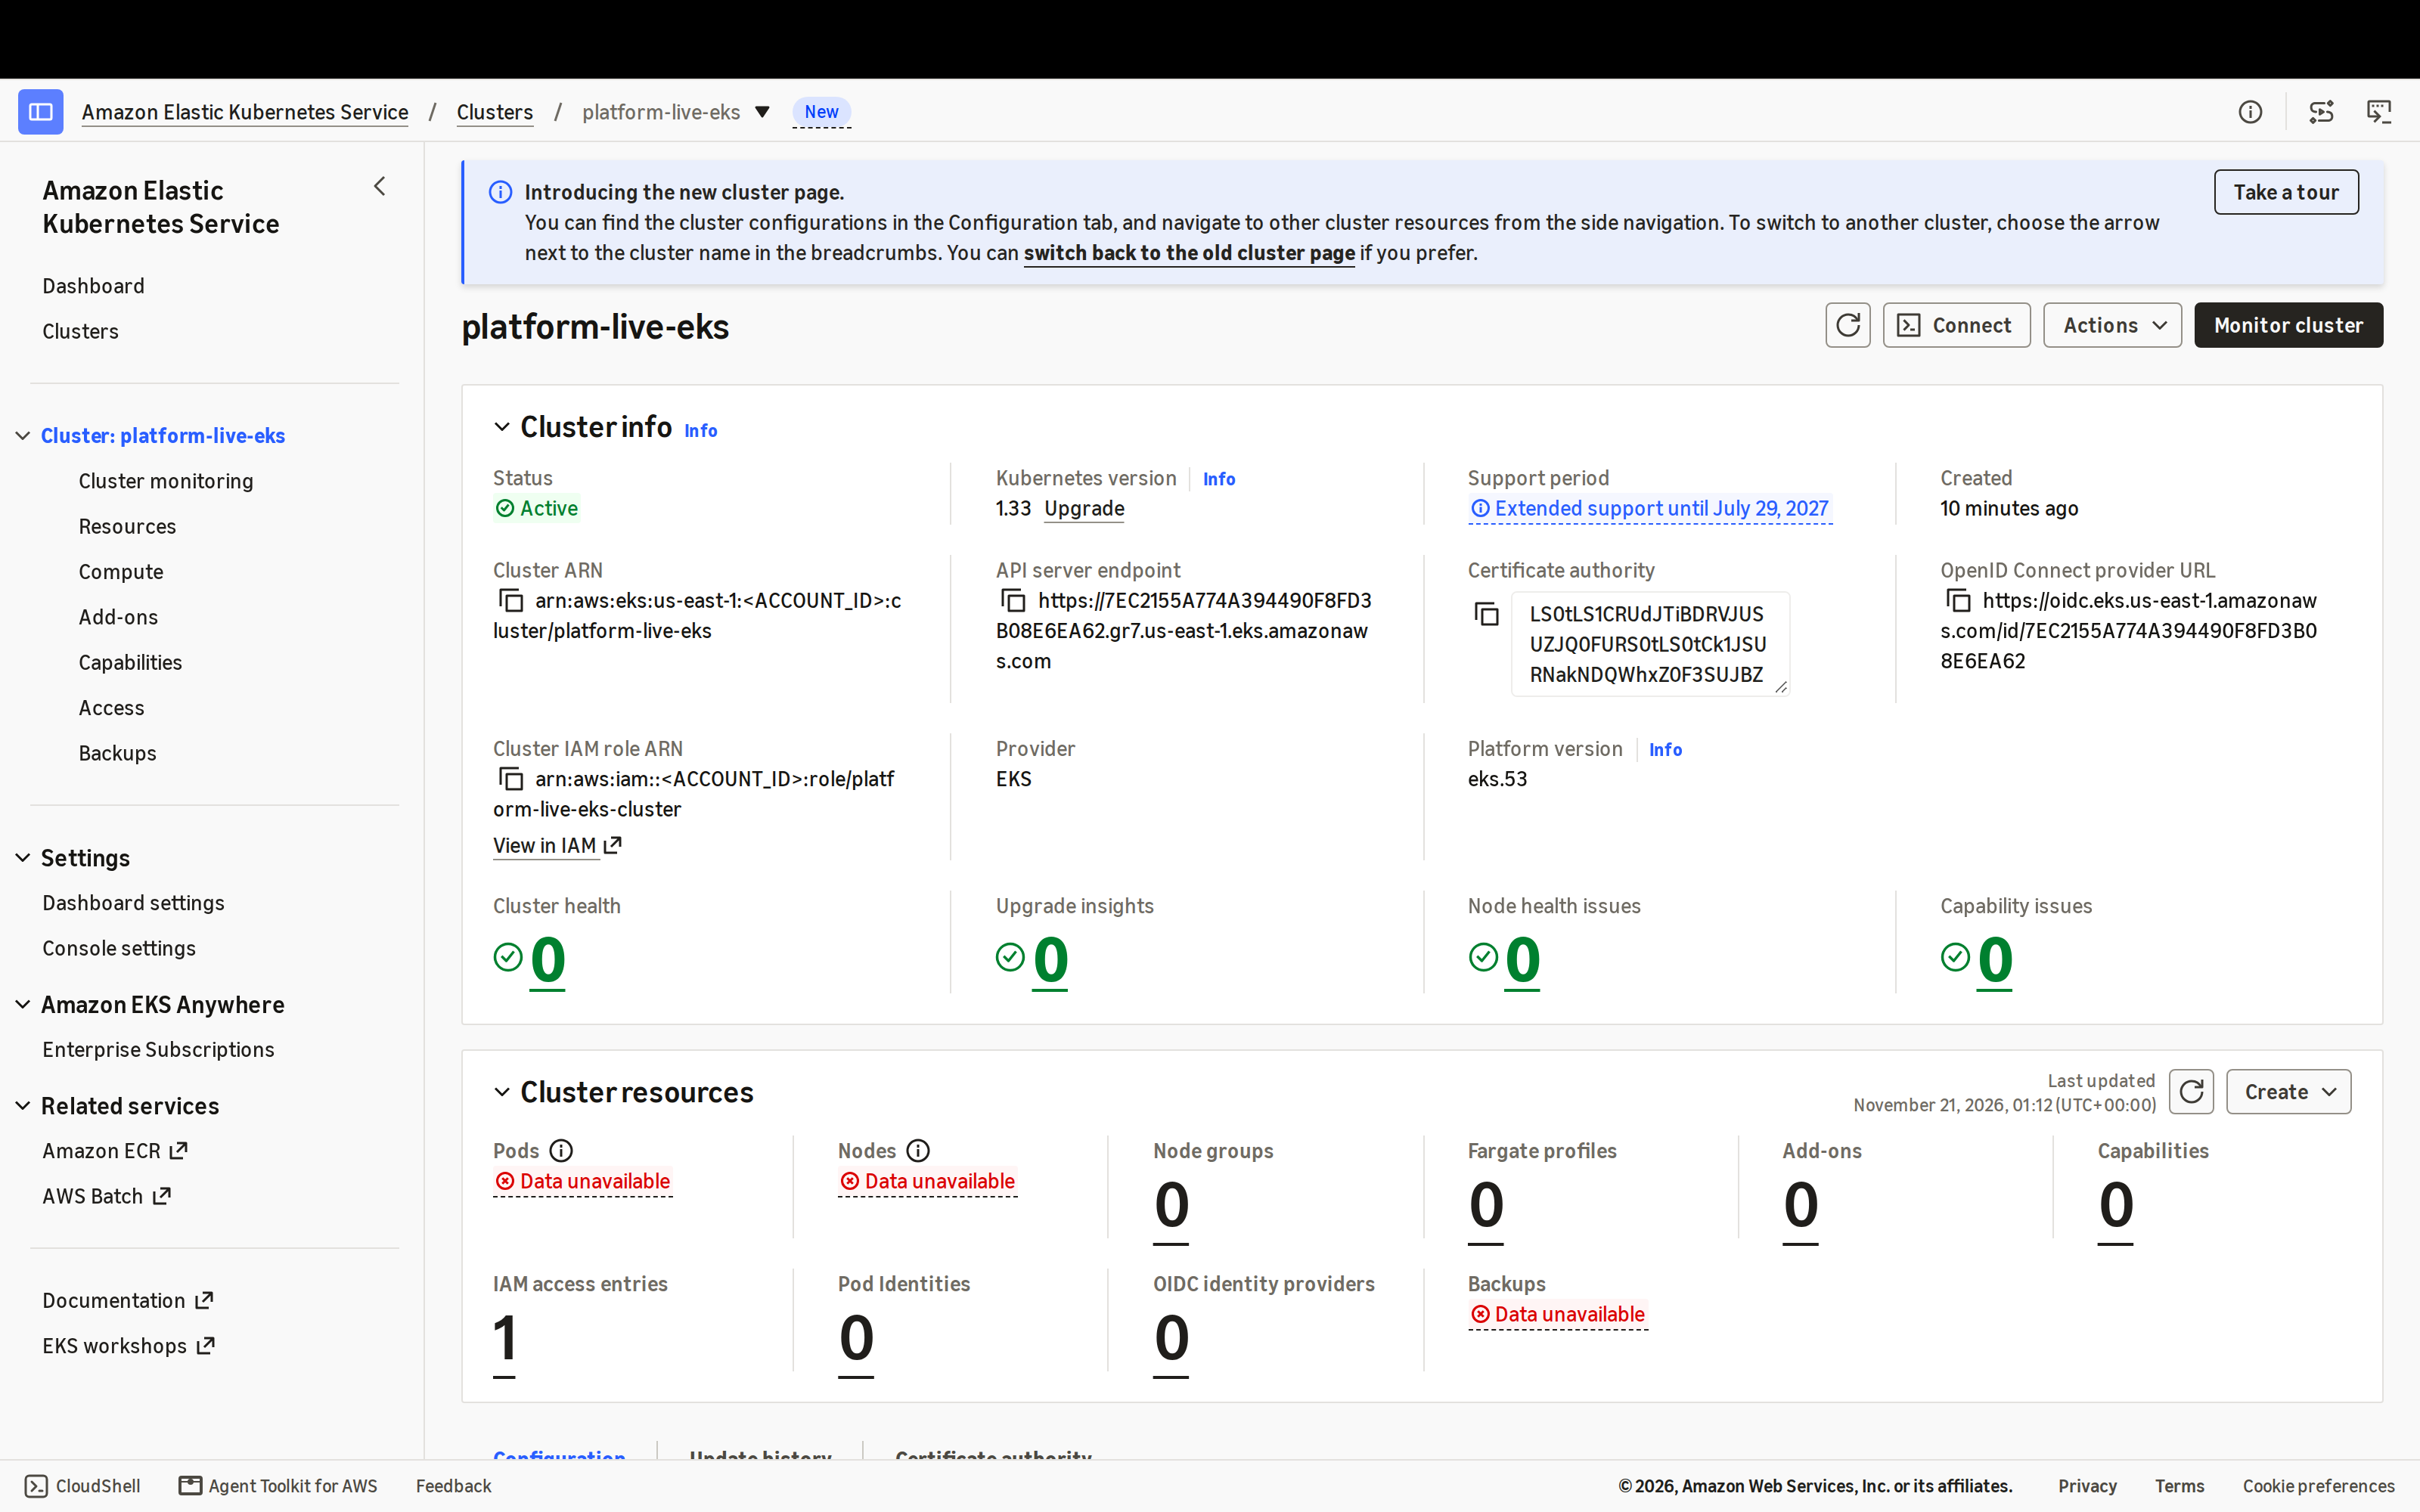 Amazon Elastic Kubernetes Service / Clusters / platform-live-eks New
Amazon Elastic
Kubernetes Service
Dashboard
Clusters
Cluster: platform-live-eks
Cluster monitoring
Resources
Compute
Add-ons
Capabilities
Access
Backups
Settings
Dashboard settings
Console settings
Amazon EKS Anywhere
Enterprise Subscriptions
Related services
Amazon ECR
AWS Batch
Documentation
EKS workshops
Introducing the new cluster page.
You can find the cluster configurations in the Configuration tab, and navigate to other cluster resources from the side navigation. To switch to another cluster, choose the arrow
next to the cluster name in the breadcrumbs. You can switch back to the old cluster page if you prefer.
Take a tour
platform-live-eks
Connect
Actions
Monitor cluster
Cluster info Info
Status
Active
Kubernetes version Info
1.33 Upgrade
Support period
Extended support until July 29, 2027
Created
10 minutes ago
Cluster ARN
arn:aws:eks:us-east-1:<ACCOUNT_ID>:c
luster/platform-live-eks
API server endpoint
https://7EC2155A774A394490F8FD3
B08E6EA62.gr7.us-east-1.eks.amazonaw
s.com
Certificate authority
LS0tLS1CRUdJTiBDRVJUS
UZJQ0FURS0tLS0tCk1JSU
RNakNDQWhxZ0F3SUJBZ
OpenID Connect provider URL
https://oidc.eks.us-east-1.amazonaw
s.com/id/7EC2155A774A394490F8FD3B0
8E6EA62
Cluster IAM role ARN
arn:aws:iam::<ACCOUNT_ID>:role/platf
orm-live-eks-cluster
View in IAM
Provider
EKS
Platform version Info
eks.53
Cluster health
0
Upgrade insights
0
Node health issues
0
Capability issues
0
Cluster resources
Last updated
November 21, 2026, 01:12 (UTC+00:00)
Create
Pods
Data unavailable
Nodes
Data unavailable
Node groups
0
Fargate profiles
0
Add-ons
0
Capabilities
0
IAM access entries
1
Pod Identities
0
OIDC identity providers
0
Backups
Data unavailable
Configuration
Update history
Certificate authority
CloudShell
Agent Toolkit for AWS
Feedback
© 2026, Amazon Web Services, Inc. or its affiliates.
Privacy
Terms
Cookie preferences